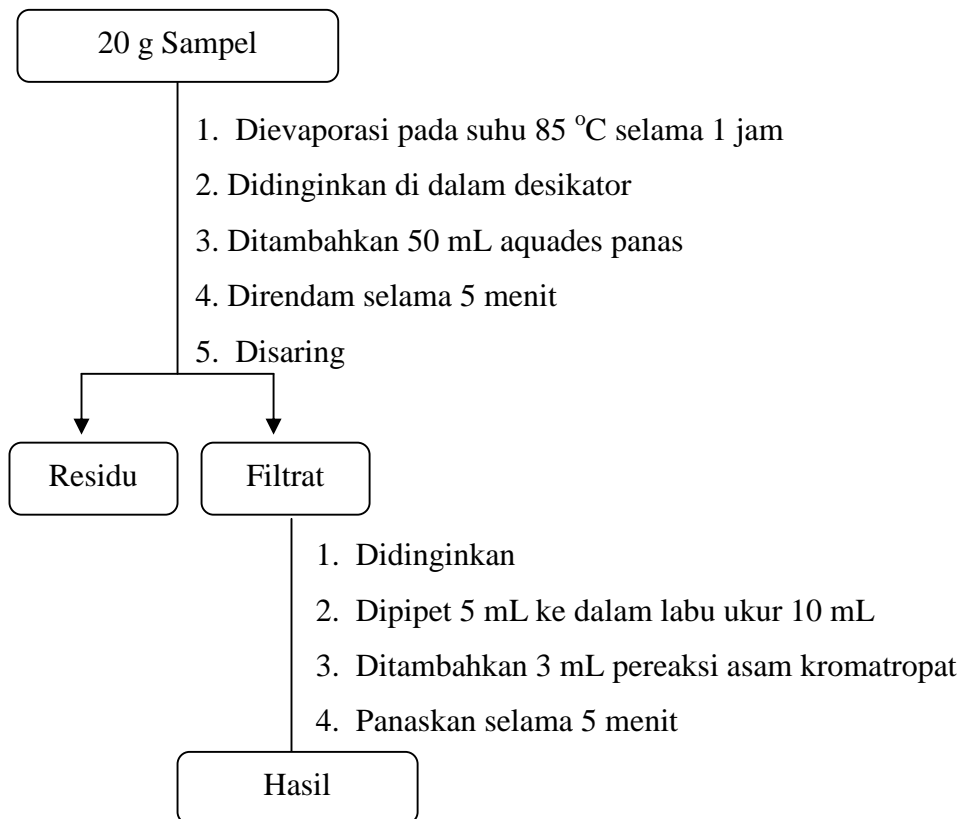 20 g Sampel
1. Dievaporasi pada suhu 85 °C selama 1 jam
2. Didinginkan di dalam desikator
3. Ditambahkan 50 mL aquades panas
4. Direndam selama 5 menit
5. Disaring
Residu
Filtrat
1. Didinginkan
2. Dipipet 5 mL ke dalam labu ukur 10 mL
3. Ditambahkan 3 mL pereaksi asam kromatropat
4. Panaskan selama 5 menit
Hasil